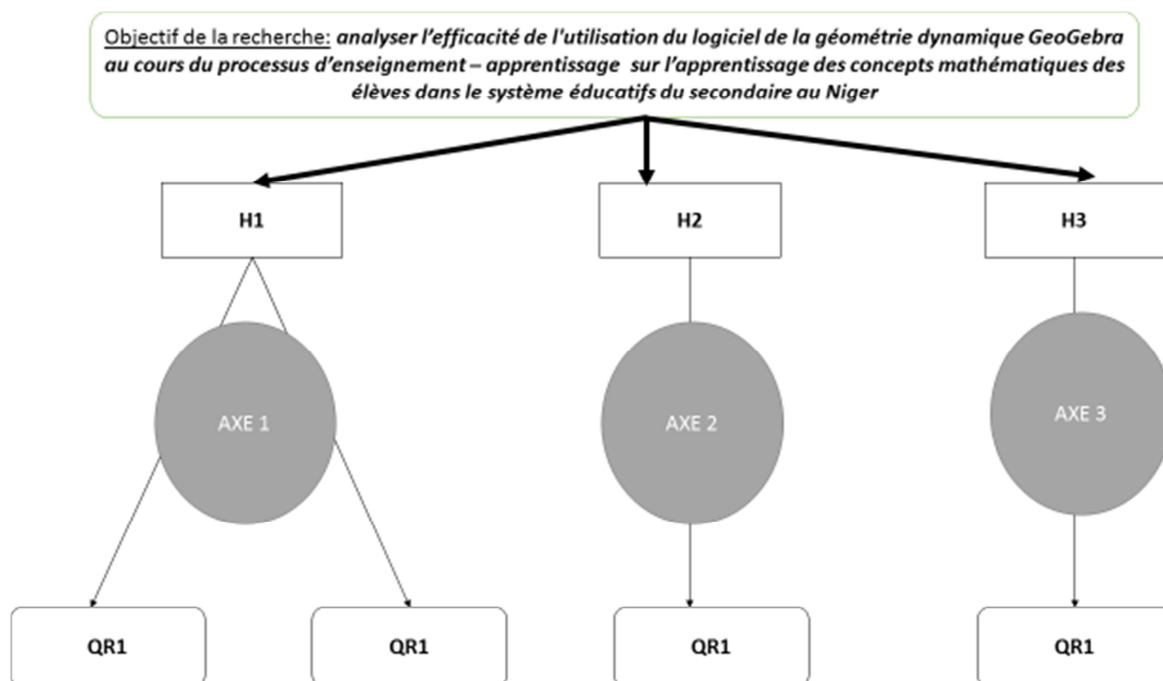 Objectif de la recherche: analyser l'efficacité de l'utilisation du logiciel de la géométrie dynamique GeoGebra
au cours du processus d'enseignement – apprentissage sur l'apprentissage des concepts mathématiques des
élèves dans le système éducatifs du secondaire au Niger
H1
H2
H3
AXE 1
AXE 2
AXE 3
QR1
QR1
QR1
QR1